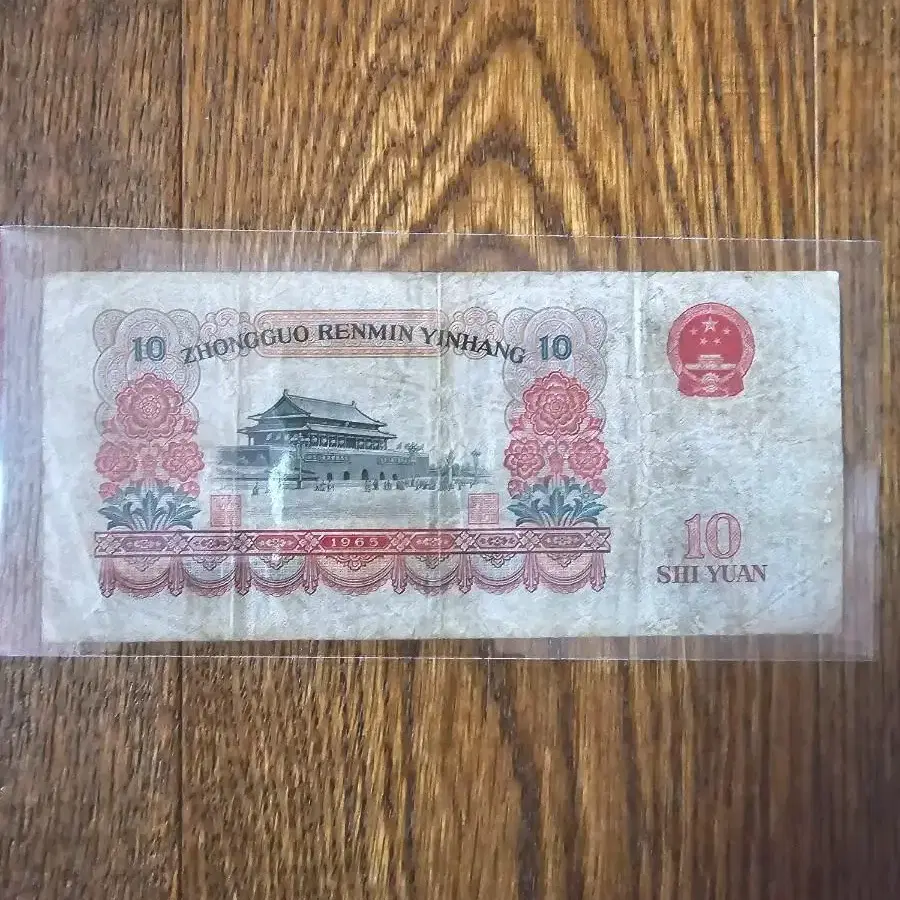 10 ZHONGGUO RENMIN YINHANG 10
1965
10
SHI YUAN